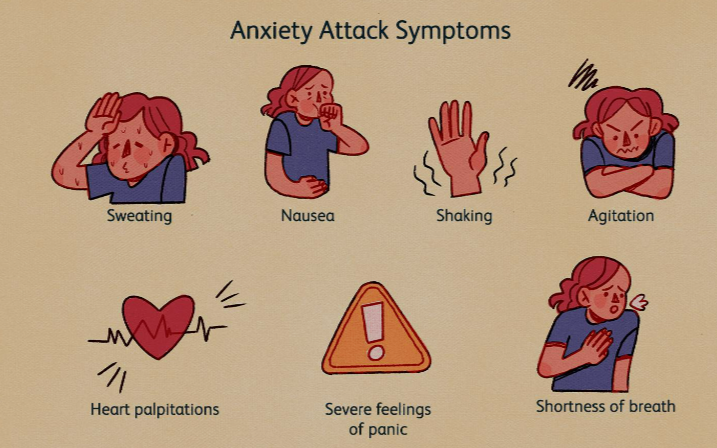 Anxiety Attack Symptoms
Sweating
Nausea
Shaking
Agitation
Heart palpitations
Severe feelings
of panic
Shortness of breath